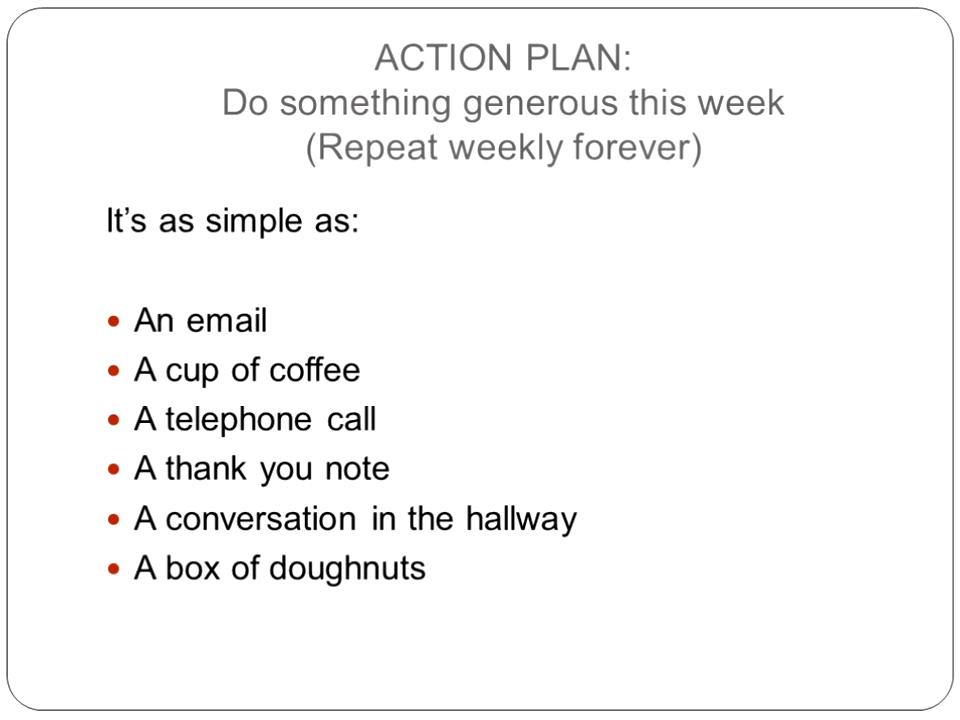 ACTION PLAN:
Do something generous this week
(Repeat weekly forever)
It’s as simple as:
• An email
• A cup of coffee
• A telephone call
• A thank you note
• A conversation in the hallway
• A box of doughnuts